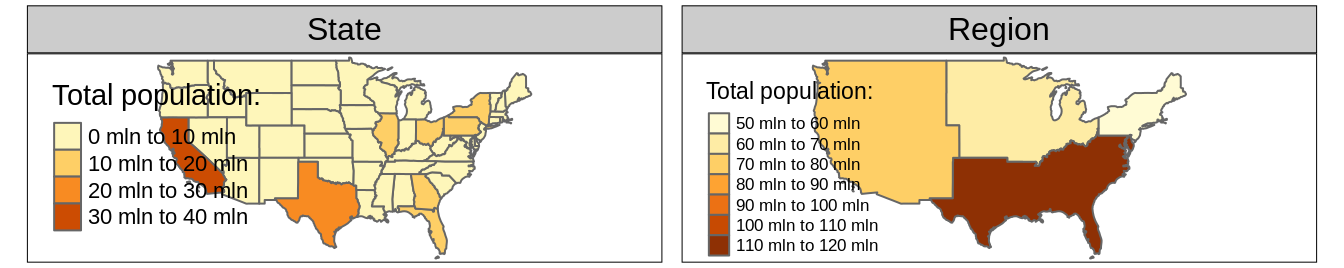 State
Total population:
0 mln to 10 mln
10 mln to 20 mln
20 mln to 30 mln
30 mln to 40 mln
Region
Total population:
50 mln to 60 mln
60 mln to 70 mln
70 mln to 80 mln
80 mln to 90 mln
90 mln to 100 mln
100 mln to 110 mln
110 mln to 120 mln